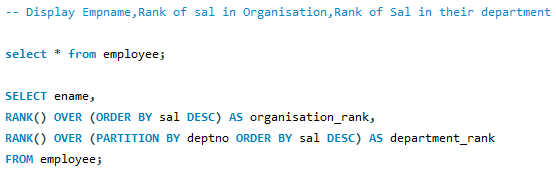 -- Display Empname,Rank of sal in Organisation,Rank of Sal in their department
select * from employee;
SELECT ename,
RANK() OVER (ORDER BY sal DESC) AS organisation_rank,
RANK() OVER (PARTITION BY deptno ORDER BY sal DESC) AS department_rank
FROM employee;